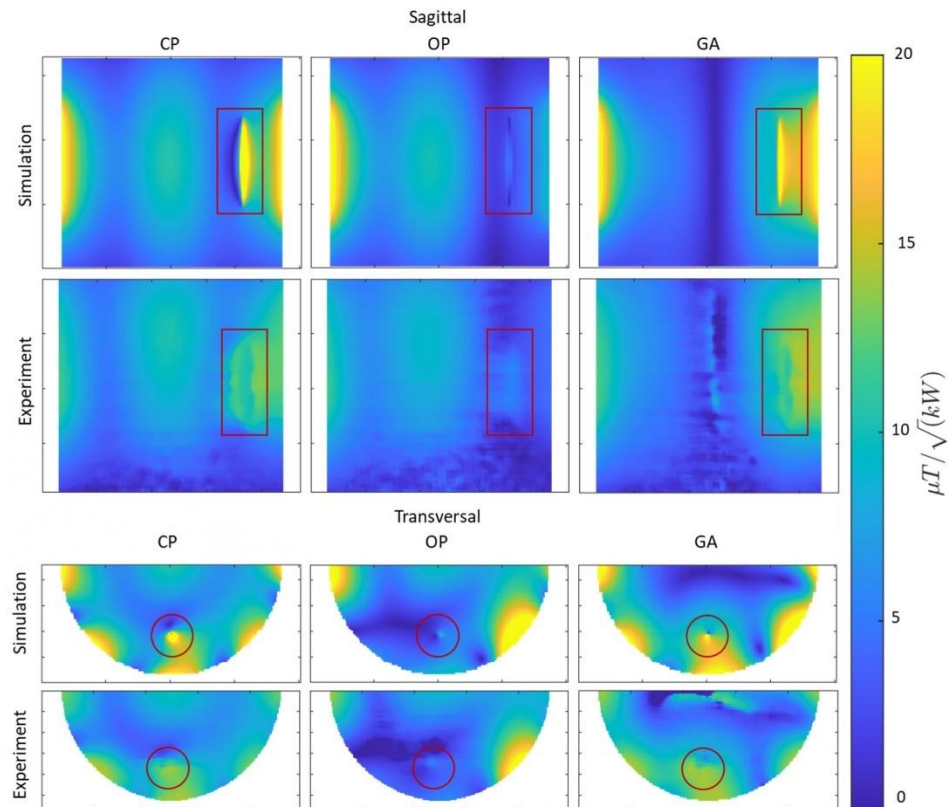 Sagittal
CP OP GA
Simulation
Experiment
Transversal
CP OP GA
Simulation
Experiment
20
15
10
5
0
μT/√(kW)